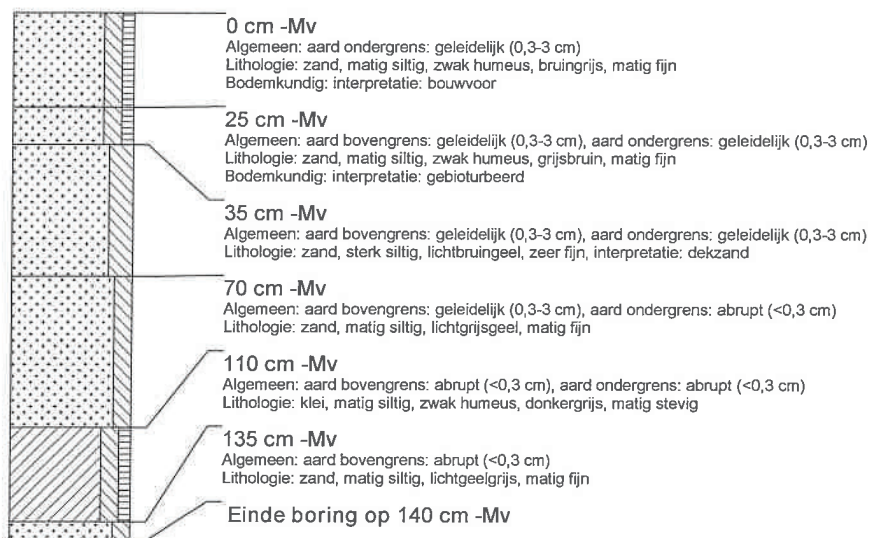 0 cm -Mv
Algemeen: aard ondergrens: geleidelijk (0,3-3 cm)
Lithologie: zand, matig siltig, zwak humeus, bruingrijs, matig fijn
Bodemkundig: interpretatie: bouwvoor
25 cm -Mv
Algemeen: aard bovengrens: geleidelijk (0,3-3 cm), aard ondergrens: geleidelijk (0,3-3 cm)
Lithologie: zand, matig siltig, zwak humeus, grijsbruin, matig fijn
Bodemkundig: interpretatie: gebioturbeerd
35 cm -Mv
Algemeen: aard bovengrens: geleidelijk (0,3-3 cm), aard ondergrens: geleidelijk (0,3-3 cm)
Lithologie: zand, sterk siltig, lichtbruingeel, zeer fijn, interpretatie: dekzand
70 cm -Mv
Algemeen: aard bovengrens: geleidelijk (0,3-3 cm), aard ondergrens: abrupt (<0,3 cm)
Lithologie: zand, matig siltig, lichtgrijsgeel, matig fijn
110 cm -Mv
Algemeen: aard bovengrens: abrupt (<0,3 cm), aard ondergrens: abrupt (<0,3 cm)
Lithologie: klei, matig siltig, zwak humeus, donkergrijs, matig stevig
135 cm -Mv
Algemeen: aard bovengrens: abrupt (<0,3 cm)
Lithologie: zand, matig siltig, lichtgeelgrijs, matig fijn
Einde boring op 140 cm -Mv